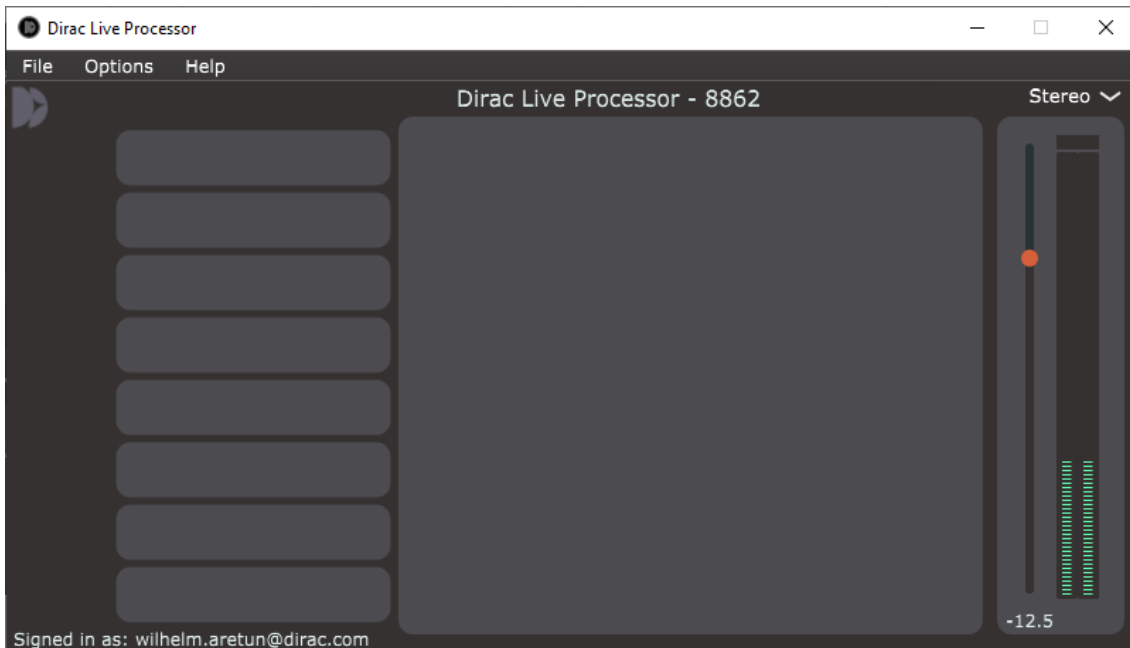 Dirac Live Processor
File Options Help
Dirac Live Processor - 8862
Stereo
-12.5
Signed in as: wilhelm.aretun@dirac.com